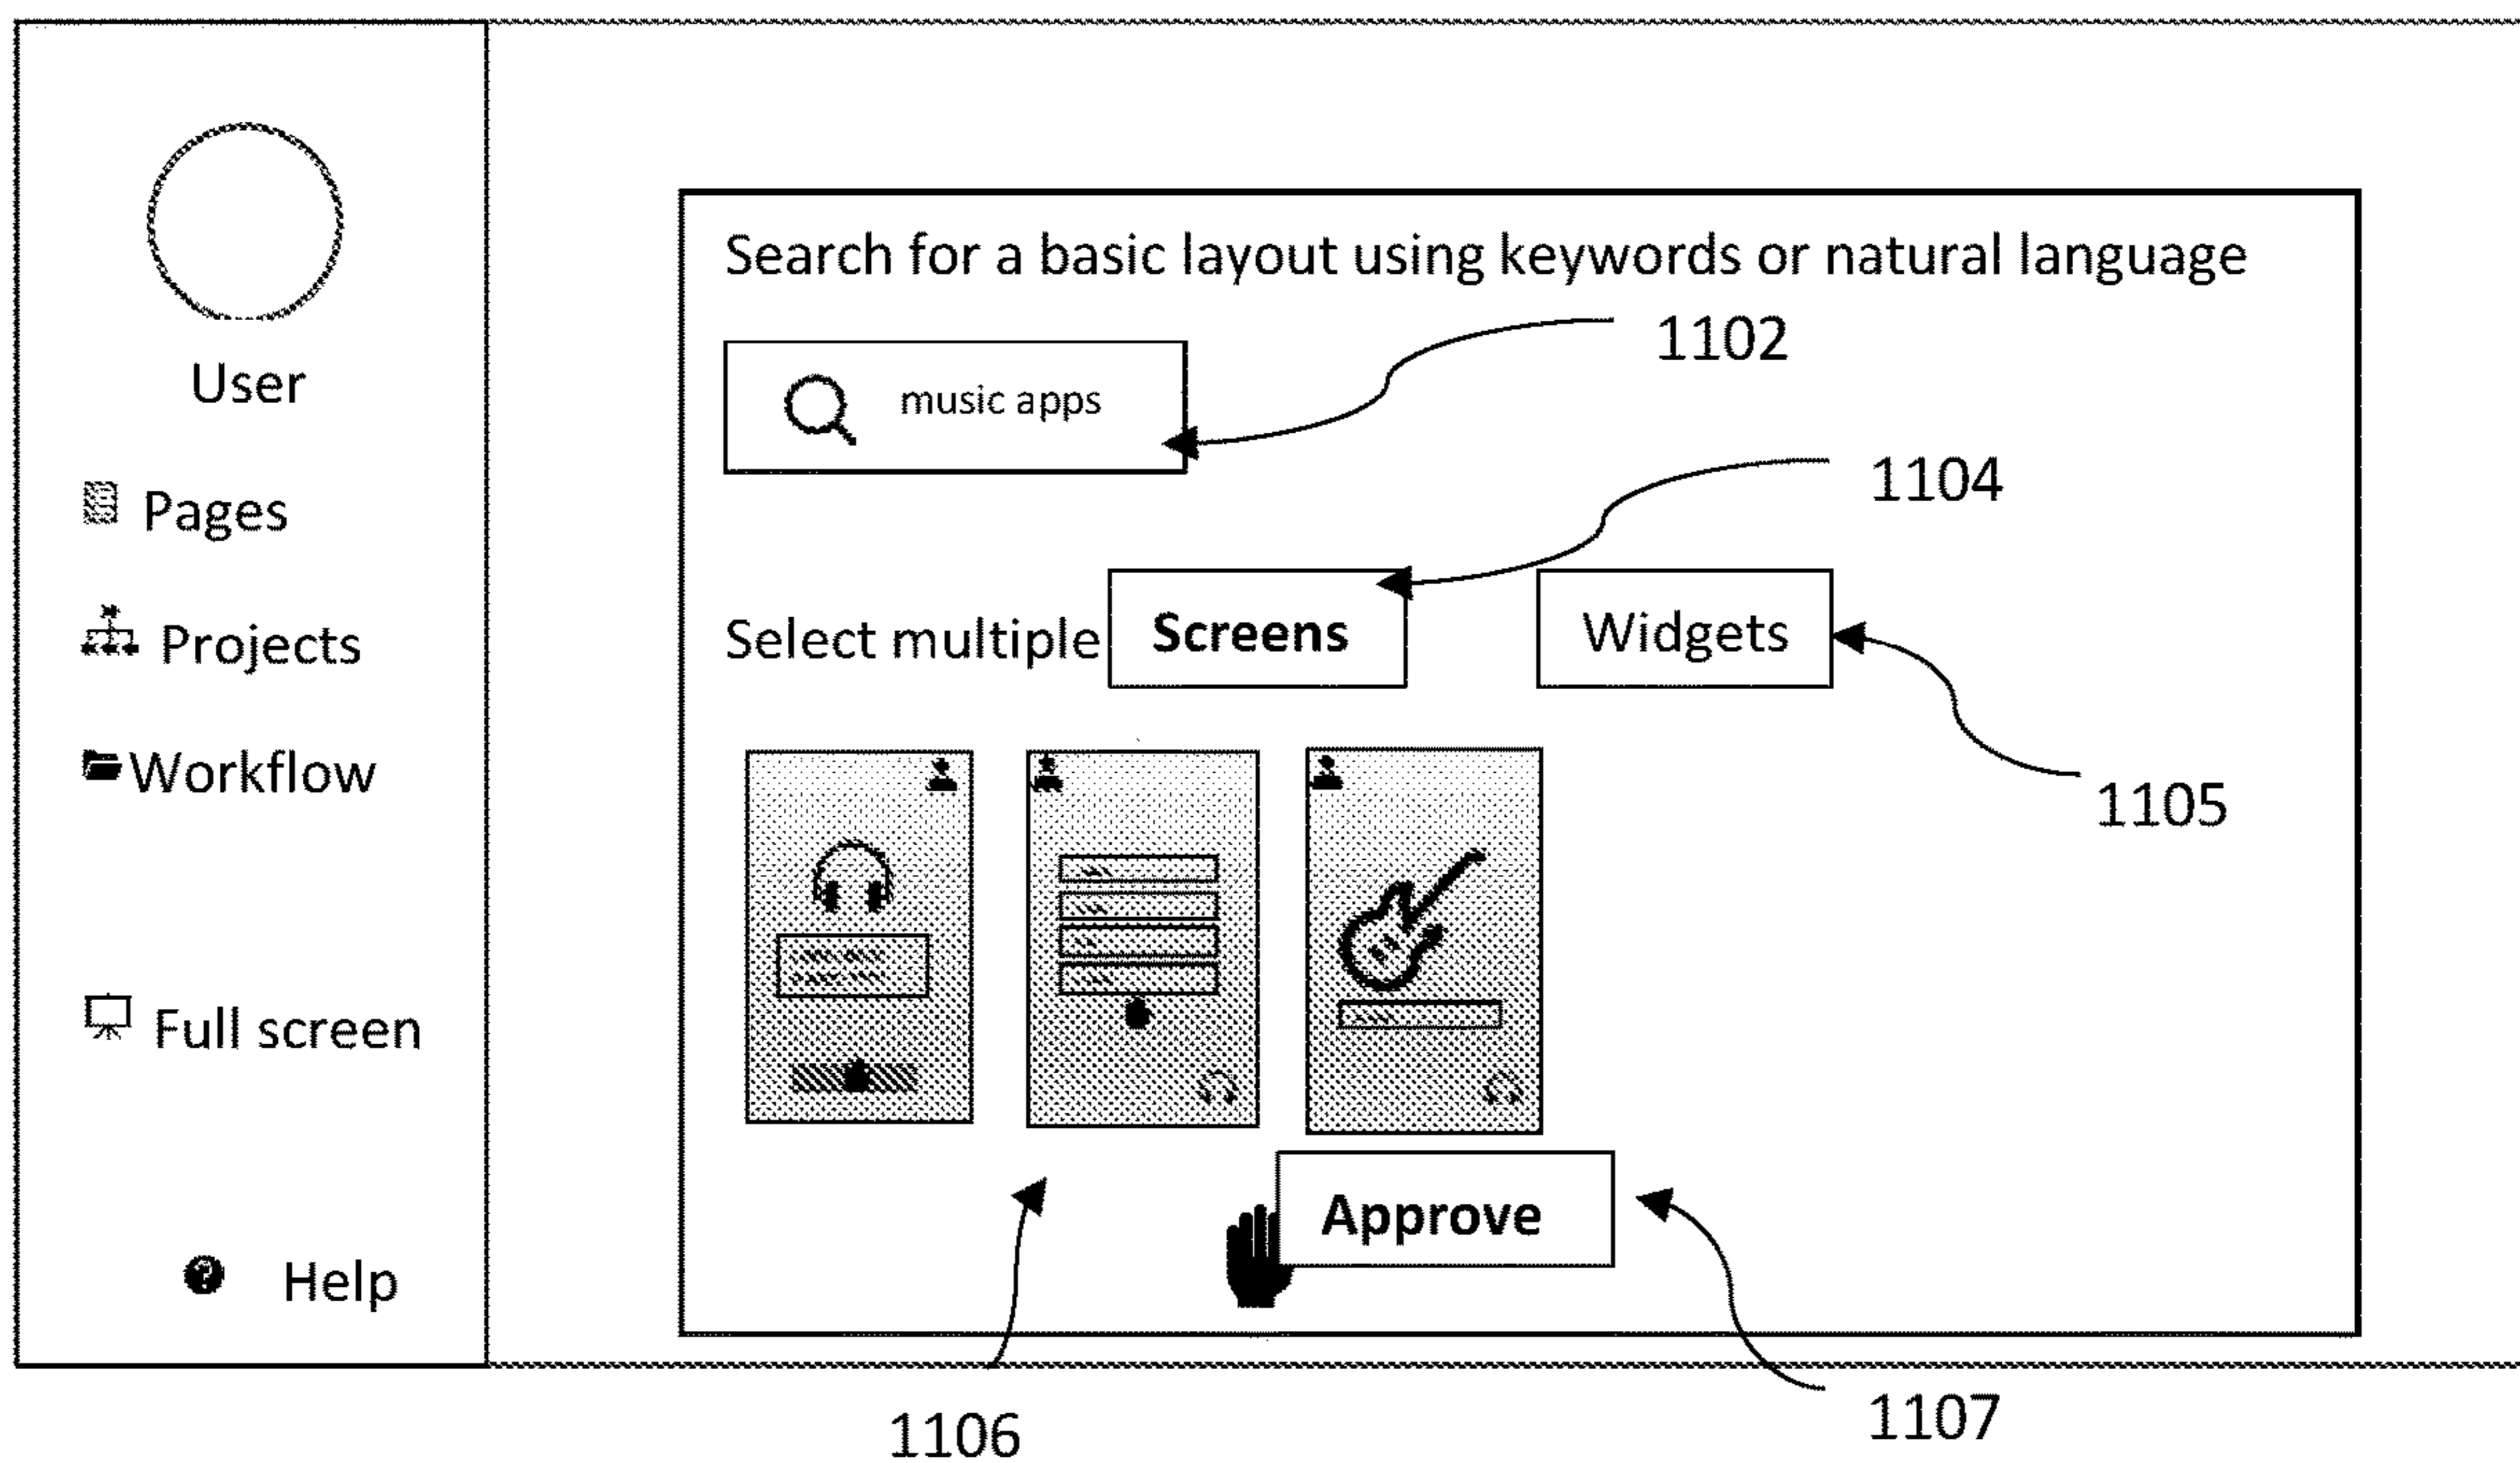 User
Pages
Projects
Workflow
Full screen
Help
Search for a basic layout using keywords or natural language
1102
music apps
1104
Select multiple Screens Widgets
1105
Approve
1106
1107